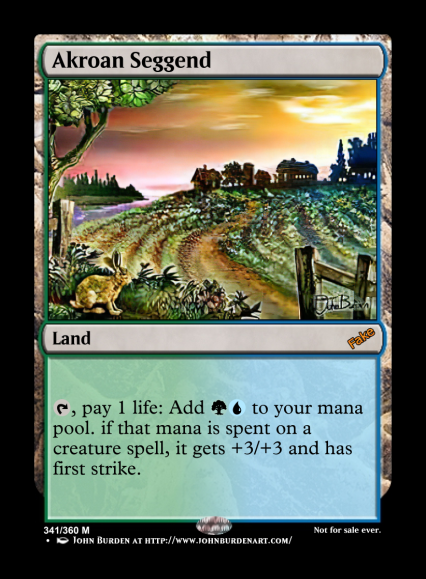 Akroan Seggend
John Burden
Land
Fake
, pay 1 life: Add to your mana
pool. if that mana is spent on a
creature spell, it gets +3/+3 and has
first strike.
341/360 M
Not for sale ever.
• John Burden at http://www.johnburdenart.com/